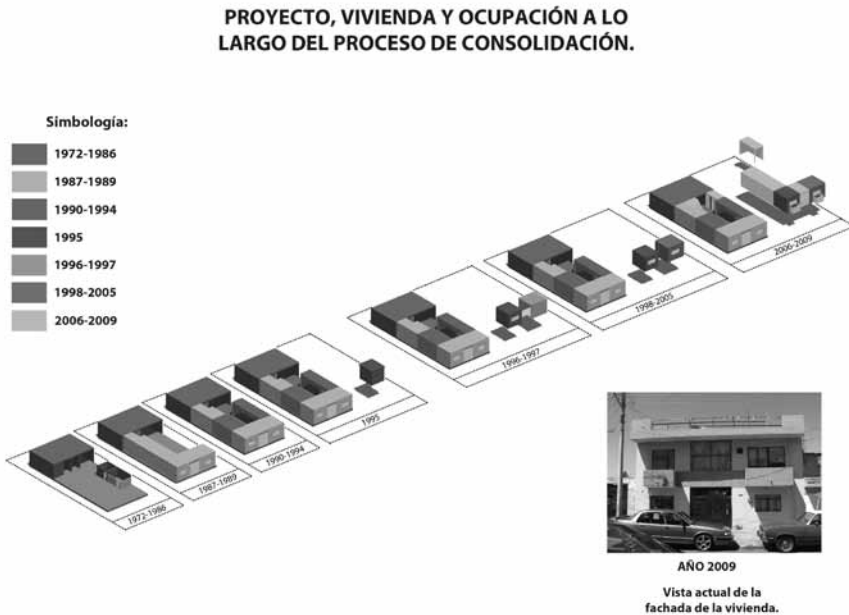 PROYECTO, VIVIENDA Y OCUPACIÓN A LO
LARGO DEL PROCESO DE CONSOLIDACIÓN.
Simbología:
1972-1986
1987-1989
1990-1994
1995
1996-1997
1998-2005
2006-2009
1972-1986
1987-1989
1990-1994
1995
1996-1997
1998-2005
2006-2009
AÑO 2009
Vista actual de la
fachada de la vivienda.